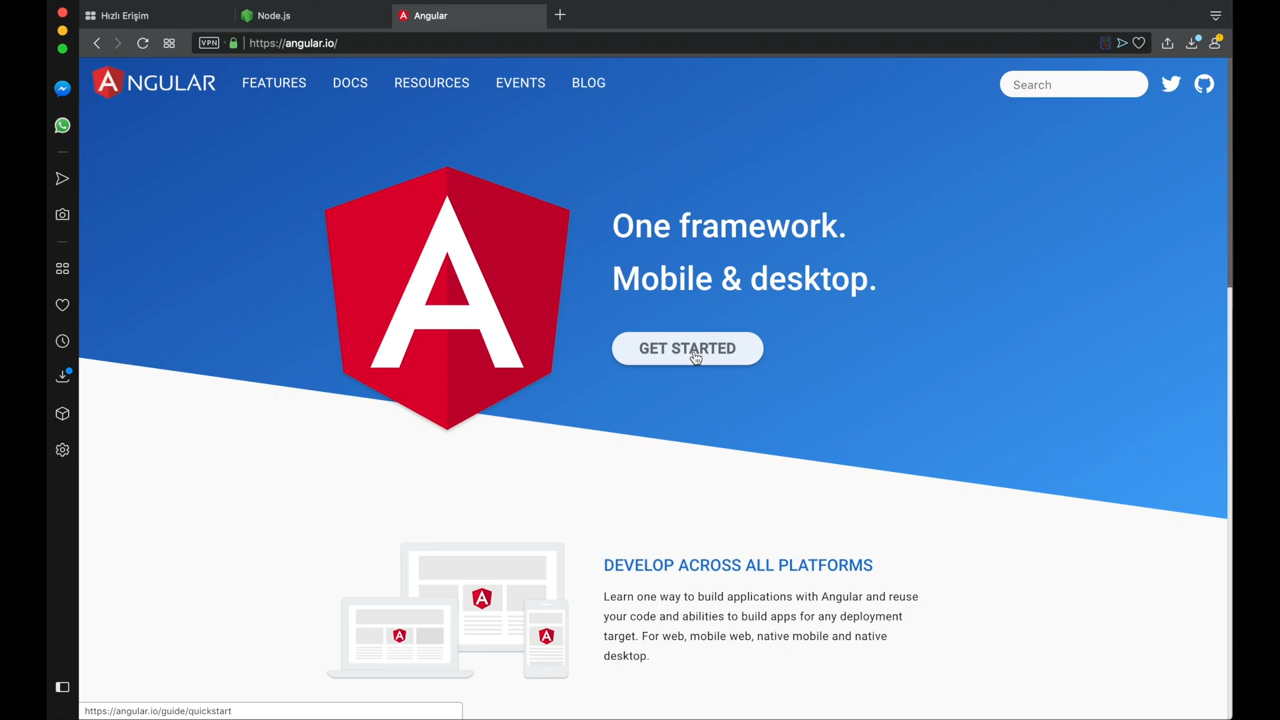 Hızlı Erişim
Node.js
Angular
VPN
https://angular.io/
ANGULAR
FEATURES
DOCS
RESOURCES
EVENTS
BLOG
Search
A
One framework.
Mobile & desktop.
GET STARTED
DEVELOP ACROSS ALL PLATFORMS
Learn one way to build applications with Angular and reuse
your code and abilities to build apps for any deployment
target. For web, mobile web, native mobile and native
desktop.
A
A
A
https://angular.io/guide/quickstart